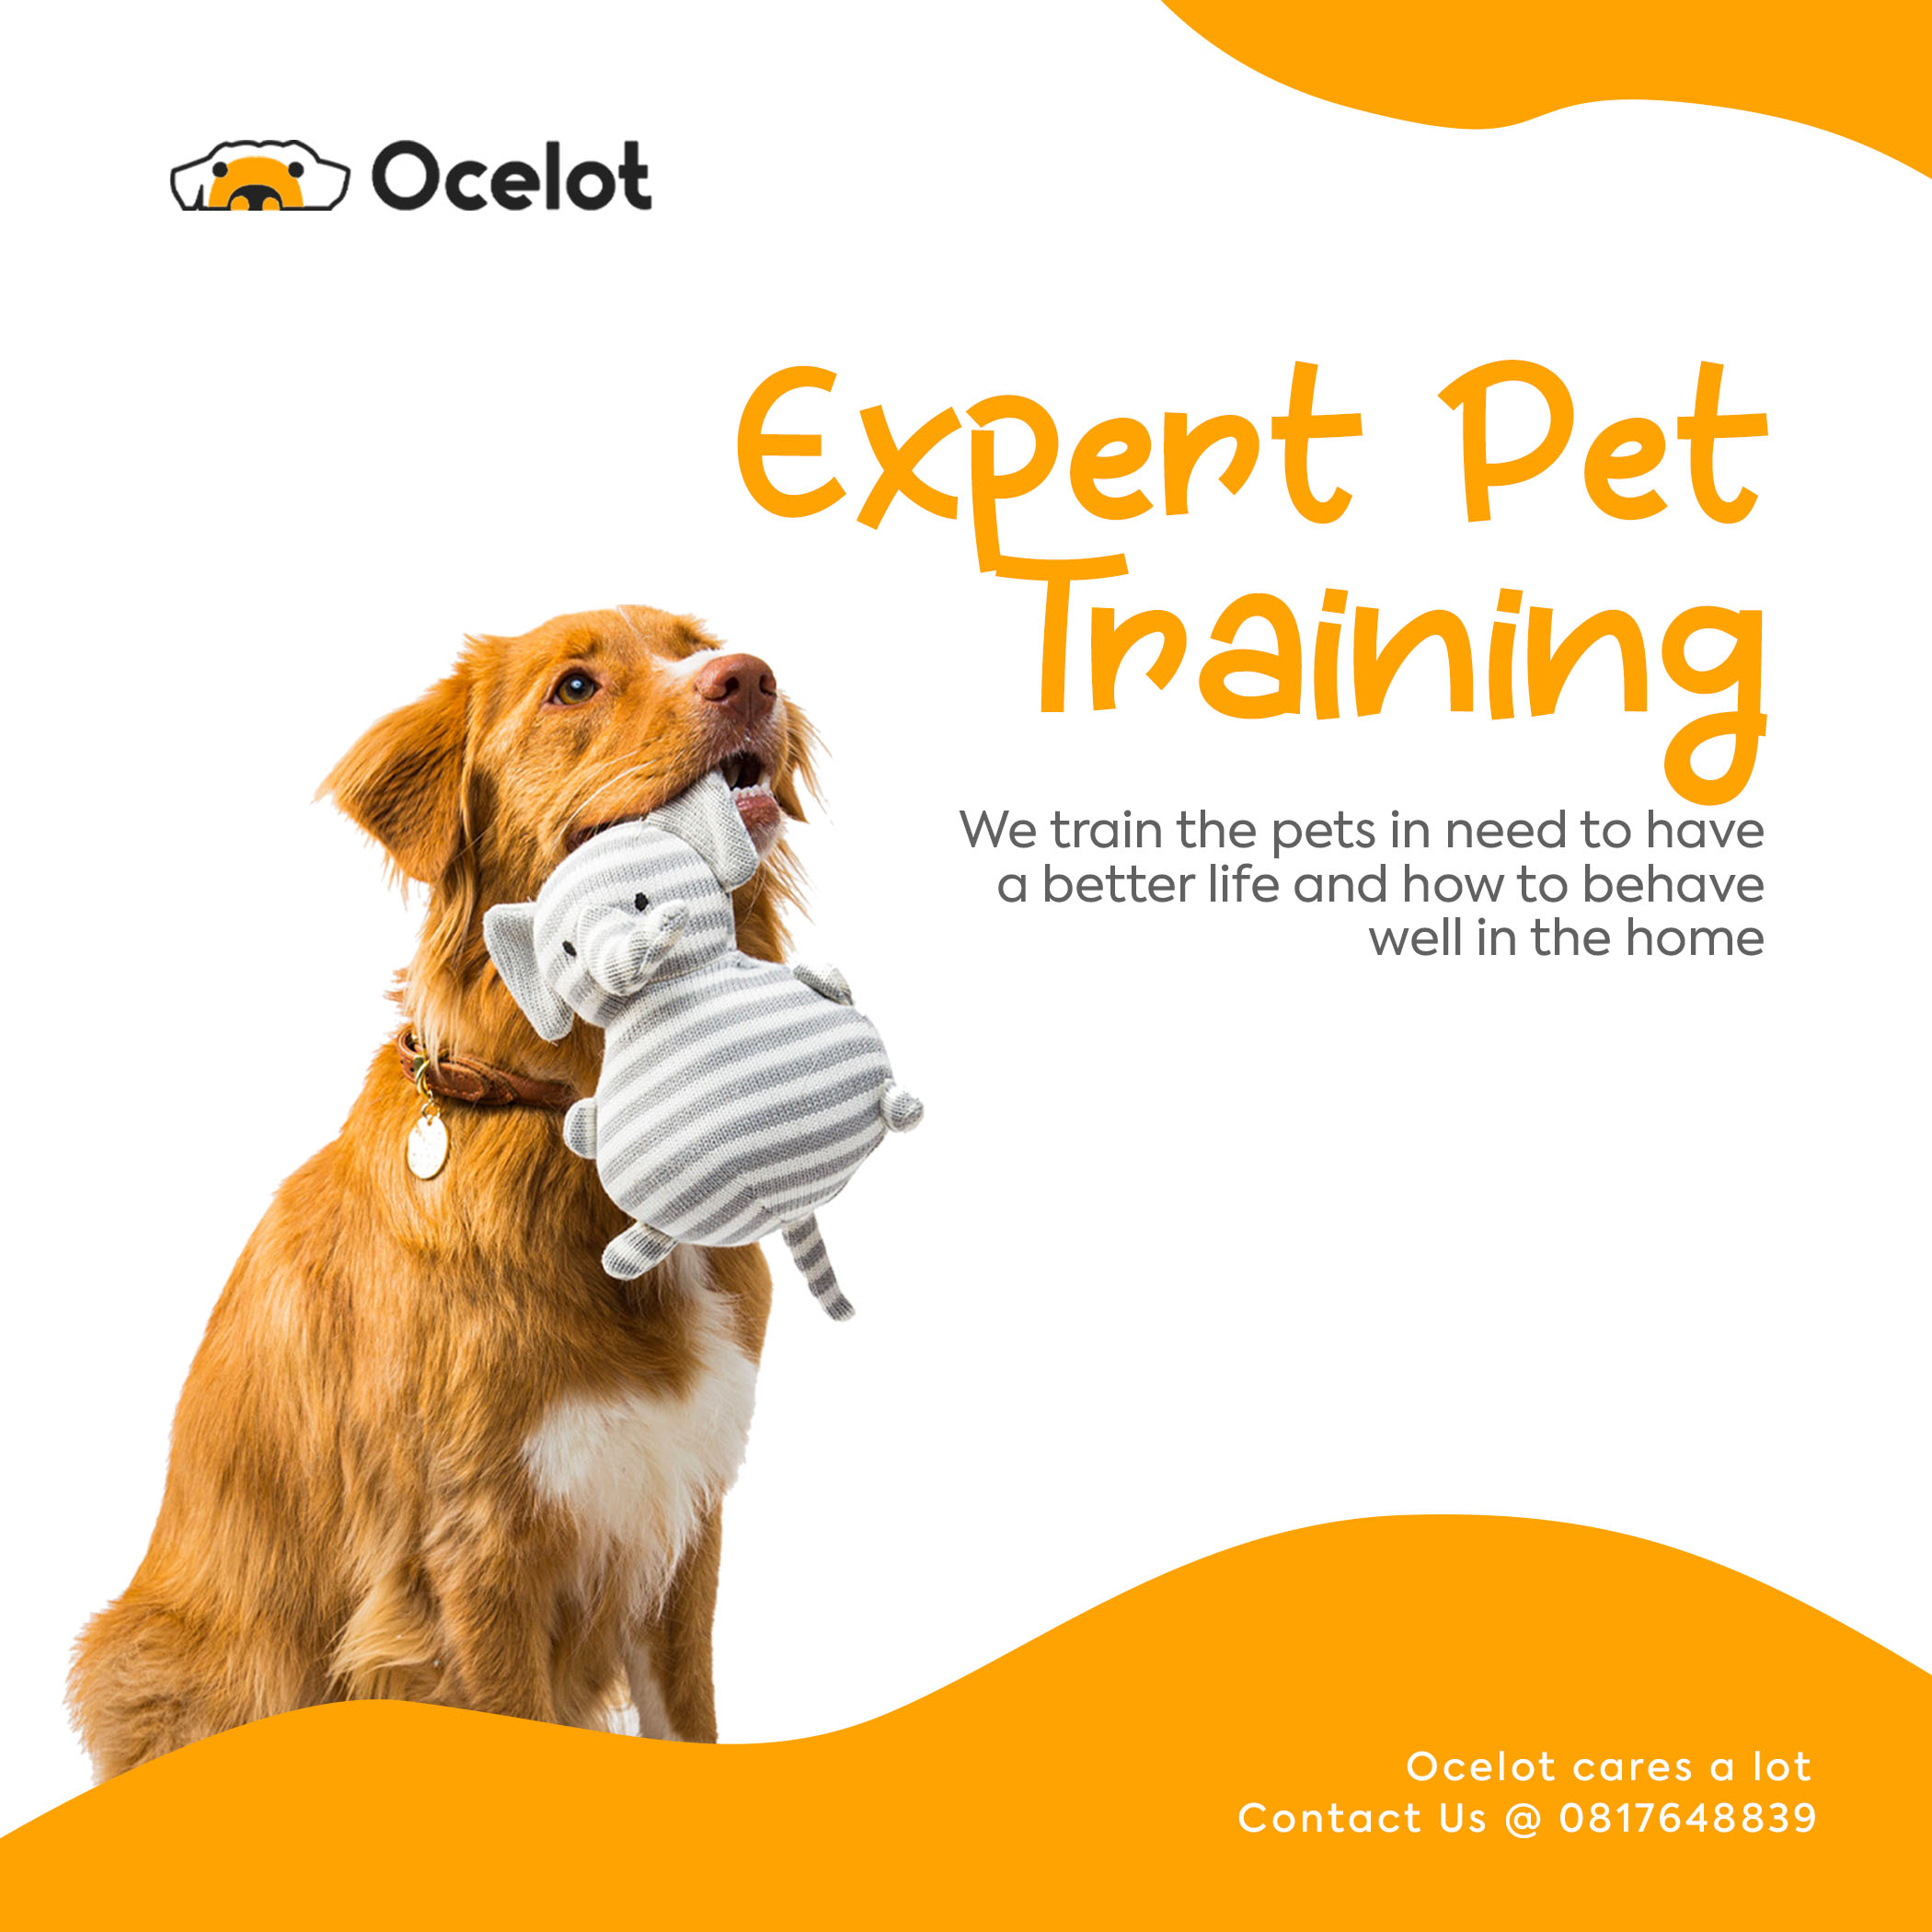 Ocelot
Expert Pet
Training
We train the pets in need to have
a better life and how to behave
well in the home
Ocelot cares a lot
Contact Us @ 0817648839